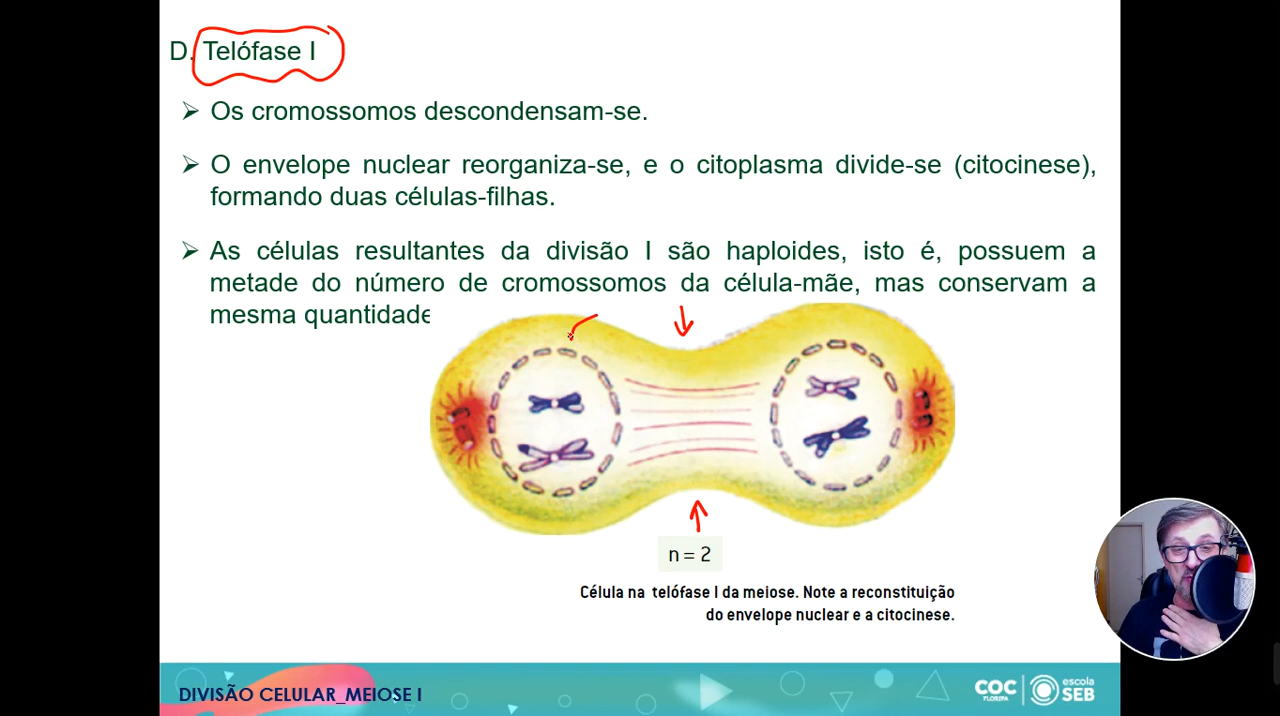 D. Telófase I
➢ Os cromossomos descondensam-se.
➢ O envelope nuclear reorganiza-se, e o citoplasma divide-se (citocinese),
formando duas células-filhas.
➢ As células resultantes da divisão I são haploides, isto é, possuem a
metade do número de cromossomos da célula-mãe, mas conservam a
mesma quantidade
n = 2
Célula na telófase I da meiose. Note a reconstituição
do envelope nuclear e a citocinese.
DIVISÃO CELULAR_MEIOSE I
COC
FLORIPA
escola
SEB